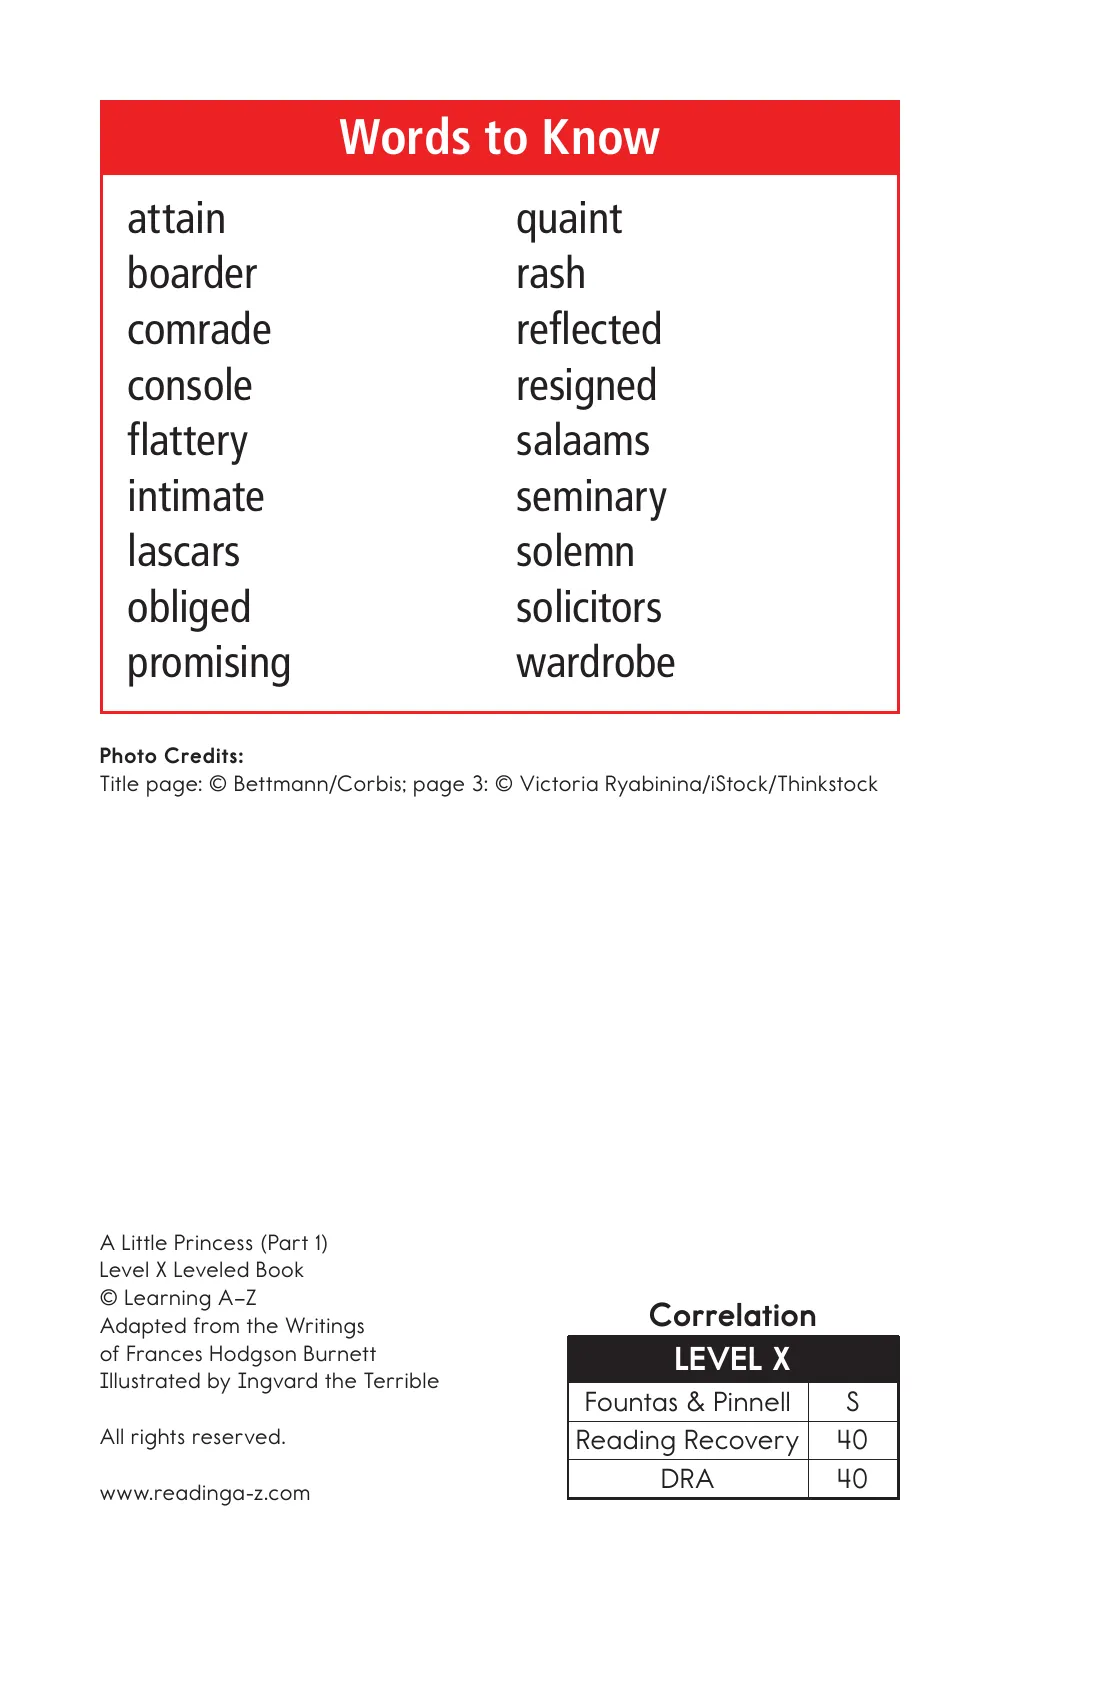 Words to Know
attain
boarder
comrade
console
flattery
intimate
lascars
obliged
promising
quaint
rash
reflected
resigned
salaams
seminary
solemn
solicitors
wardrobe
Photo Credits:
Title page: © Bettmann/Corbis; page 3: © Victoria Ryabinina/iStock/Thinkstock
A Little Princess (Part 1)
Level X Leveled Book
© Learning A–Z
Adapted from the Writings
of Frances Hodgson Burnett
Illustrated by Ingvard the Terrible
All rights reserved.
www.readinga-z.com
Correlation
LEVEL X
Fountas & Pinnell S
Reading Recovery 40
DRA 40